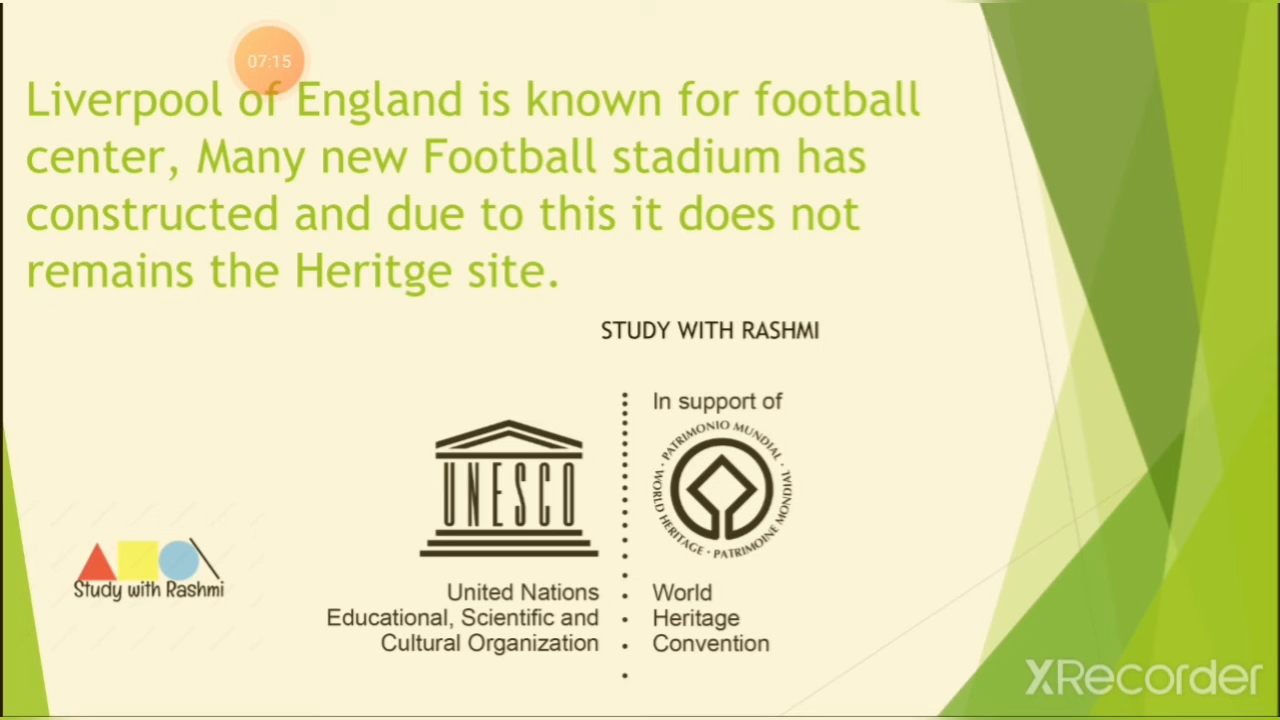 07:15
Liverpool of England is known for football
center, Many new Football stadium has
constructed and due to this it does not
remains the Heritge site.
STUDY WITH RASHMI
In support of
UNESCO
WORLD HERITAGE · PATRIMONIO MUNDIAL · PATRIMOINE MONDIAL ·
Study with Rashmi
United Nations
Educational, Scientific and
Cultural Organization
World
Heritage
Convention
XRecorder